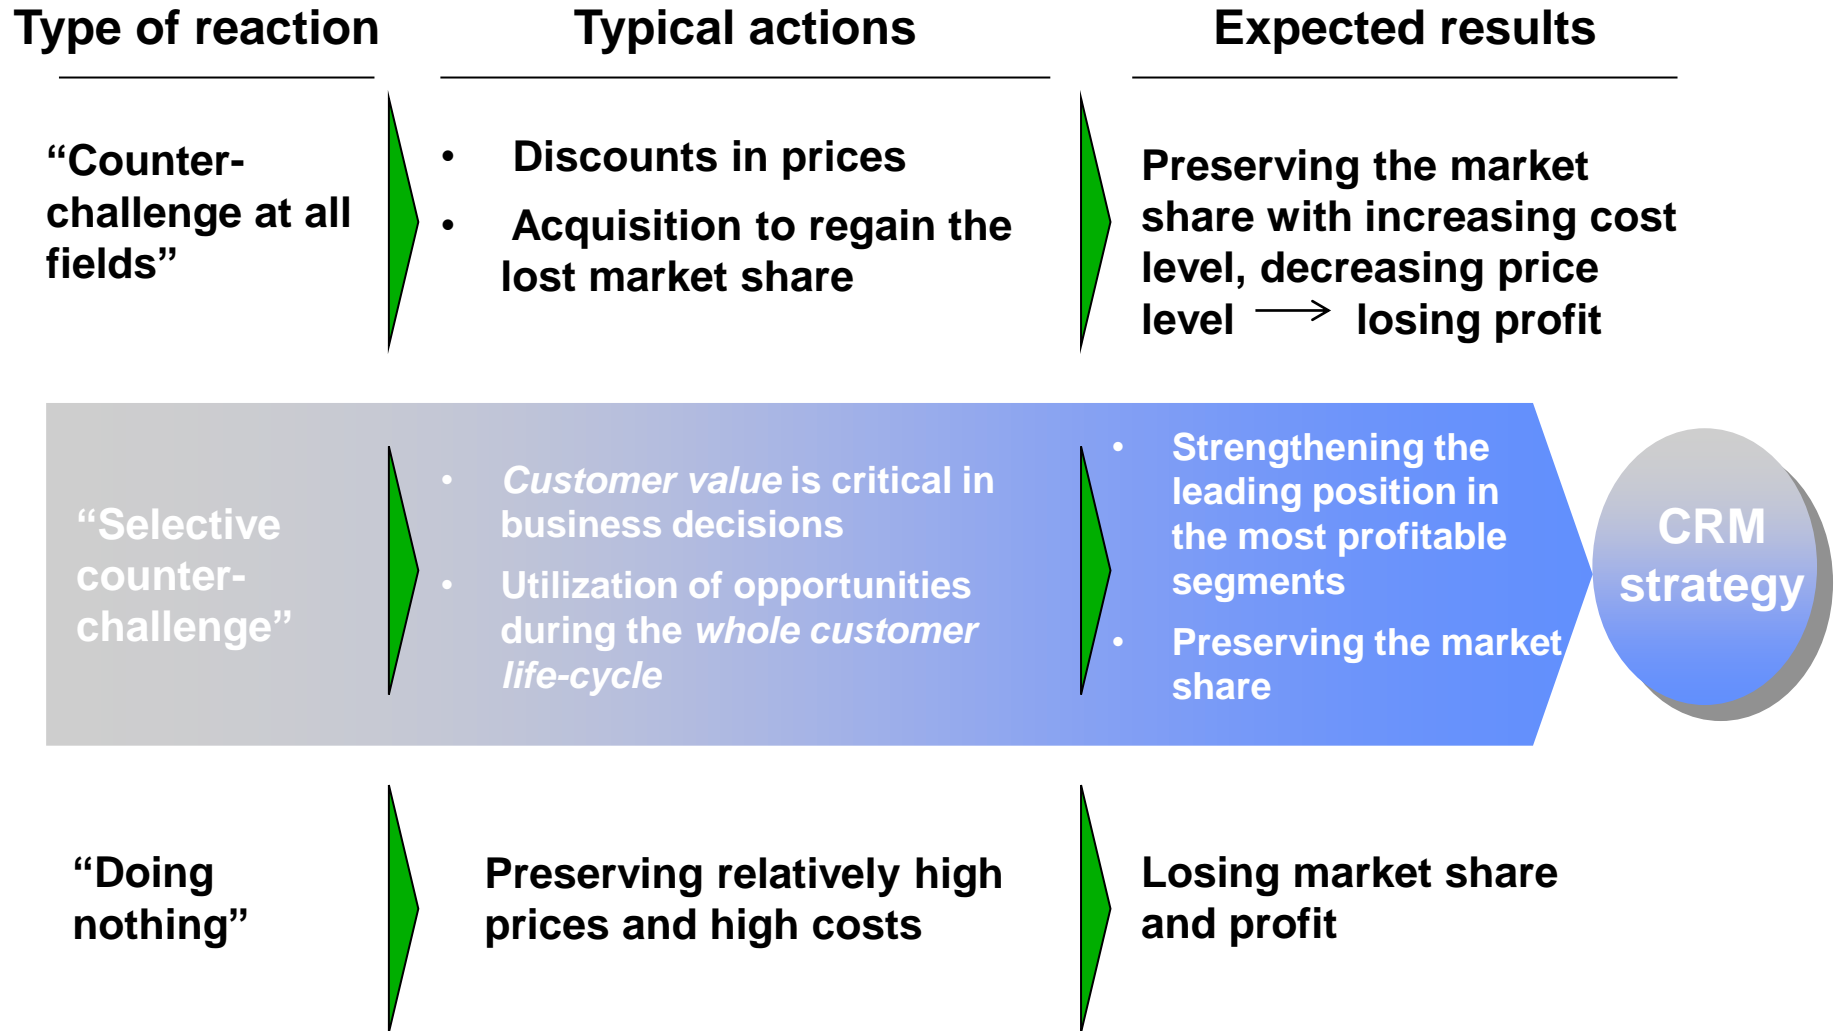 Type of reaction
Typical actions
Expected results
“Counter-
challenge at all
fields”
• Discounts in prices
• Acquisition to regain the
lost market share
Preserving the market
share with increasing cost
level, decreasing price
level → losing profit
“Selective
counter-
challenge”
• Customer value is critical in
business decisions
• Utilization of opportunities
during the whole customer
life-cycle
• Strengthening the
leading position in
the most profitable
segments
• Preserving the market
share
CRM
strategy
“Doing
nothing”
Preserving relatively high
prices and high costs
Losing market share
and profit